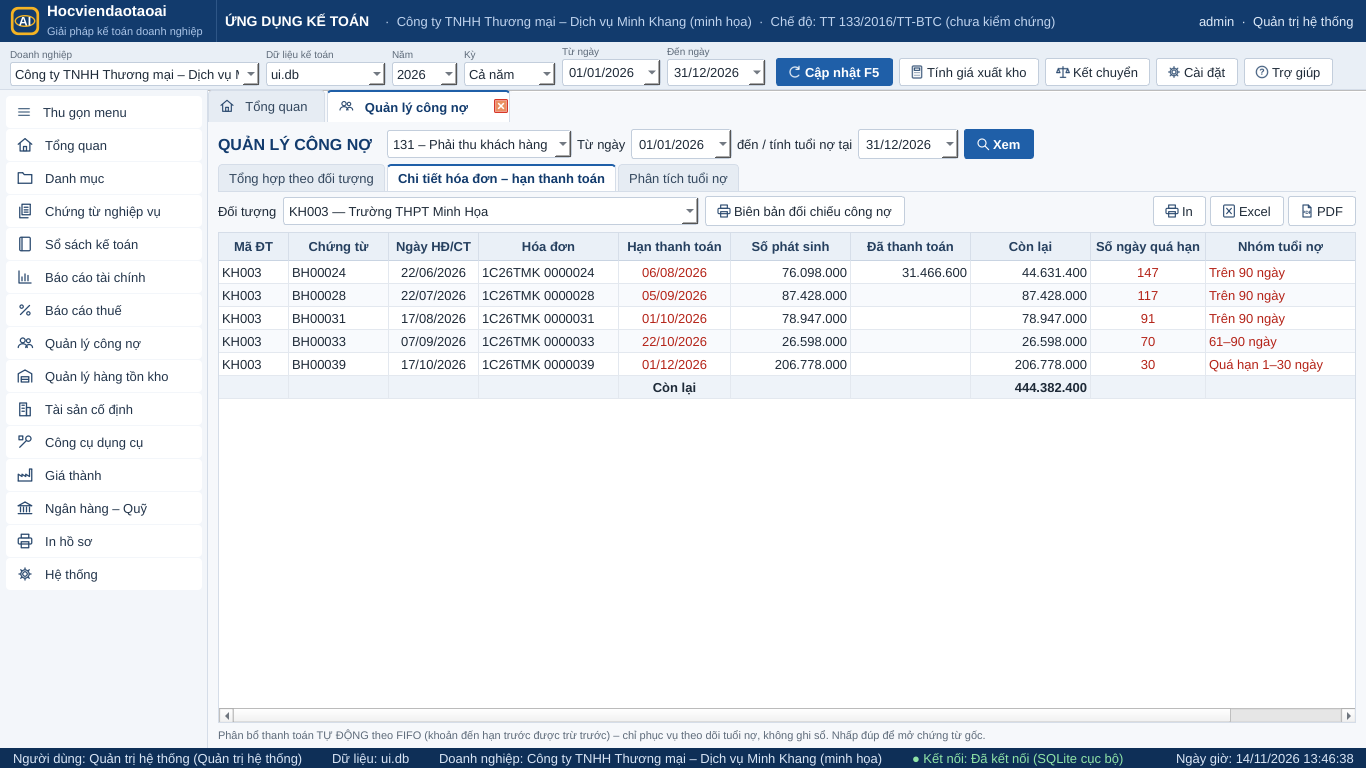 AI
Hocviendaotaoai
Giải pháp kế toán doanh nghiệp
ỨNG DỤNG KẾ TOÁN · Công ty TNHH Thương mại – Dịch vụ Minh Khang (minh họa) · Chế độ: TT 133/2016/TT-BTC (chưa kiểm chứng)
admin · Quản trị hệ thống
Doanh nghiệp Dữ liệu kế toán Năm Kỳ Từ ngày Đến ngày
Công ty TNHH Thương mại – Dịch vụ ui.db 2026 Cả năm 01/01/2026 31/12/2026 Cập nhật F5 Tính giá xuất kho Kết chuyển Cài đặt Trợ giúp
Thu gọn menu
Tổng quan
Danh mục
Chứng từ nghiệp vụ
Sổ sách kế toán
Báo cáo tài chính
Báo cáo thuế
Quản lý công nợ
Quản lý hàng tồn kho
Tài sản cố định
Công cụ dụng cụ
Giá thành
Ngân hàng – Quỹ
In hồ sơ
Hệ thống
Tổng quan Quản lý công nợ
QUẢN LÝ CÔNG NỢ 131 – Phải thu khách hàng Từ ngày 01/01/2026 đến / tính tuổi nợ tại 31/12/2026 Xem
Tổng hợp theo đối tượng Chi tiết hóa đơn – hạn thanh toán Phân tích tuổi nợ
Đối tượng KH003 — Trường THPT Minh Họa Biên bản đối chiếu công nợ In Excel PDF
Mã ĐT Chứng từ Ngày HĐ/CT Hóa đơn Hạn thanh toán Số phát sinh Đã thanh toán Còn lại Số ngày quá hạn Nhóm tuổi nợ
KH003 BH00024 22/06/2026 1C26TMK 0000024 06/08/2026 76.098.000 31.466.600 44.631.400 147 Trên 90 ngày
KH003 BH00028 22/07/2026 1C26TMK 0000028 05/09/2026 87.428.000 87.428.000 117 Trên 90 ngày
KH003 BH00031 17/08/2026 1C26TMK 0000031 01/10/2026 78.947.000 78.947.000 91 Trên 90 ngày
KH003 BH00033 07/09/2026 1C26TMK 0000033 22/10/2026 26.598.000 26.598.000 70 61–90 ngày
KH003 BH00039 17/10/2026 1C26TMK 0000039 01/12/2026 206.778.000 206.778.000 30 Quá hạn 1–30 ngày
Còn lại 444.382.400
Phân bổ thanh toán TỰ ĐỘNG theo FIFO (khoản đến hạn trước được trừ trước) – chỉ phục vụ theo dõi tuổi nợ, không ghi sổ. Nhấp đúp để mở chứng từ gốc.
Người dùng: Quản trị hệ thống (Quản trị hệ thống) Dữ liệu: ui.db Doanh nghiệp: Công ty TNHH Thương mại – Dịch vụ Minh Khang (minh họa) ● Kết nối: Đã kết nối (SQLite cục bộ) Ngày giờ: 14/11/2026 13:46:38